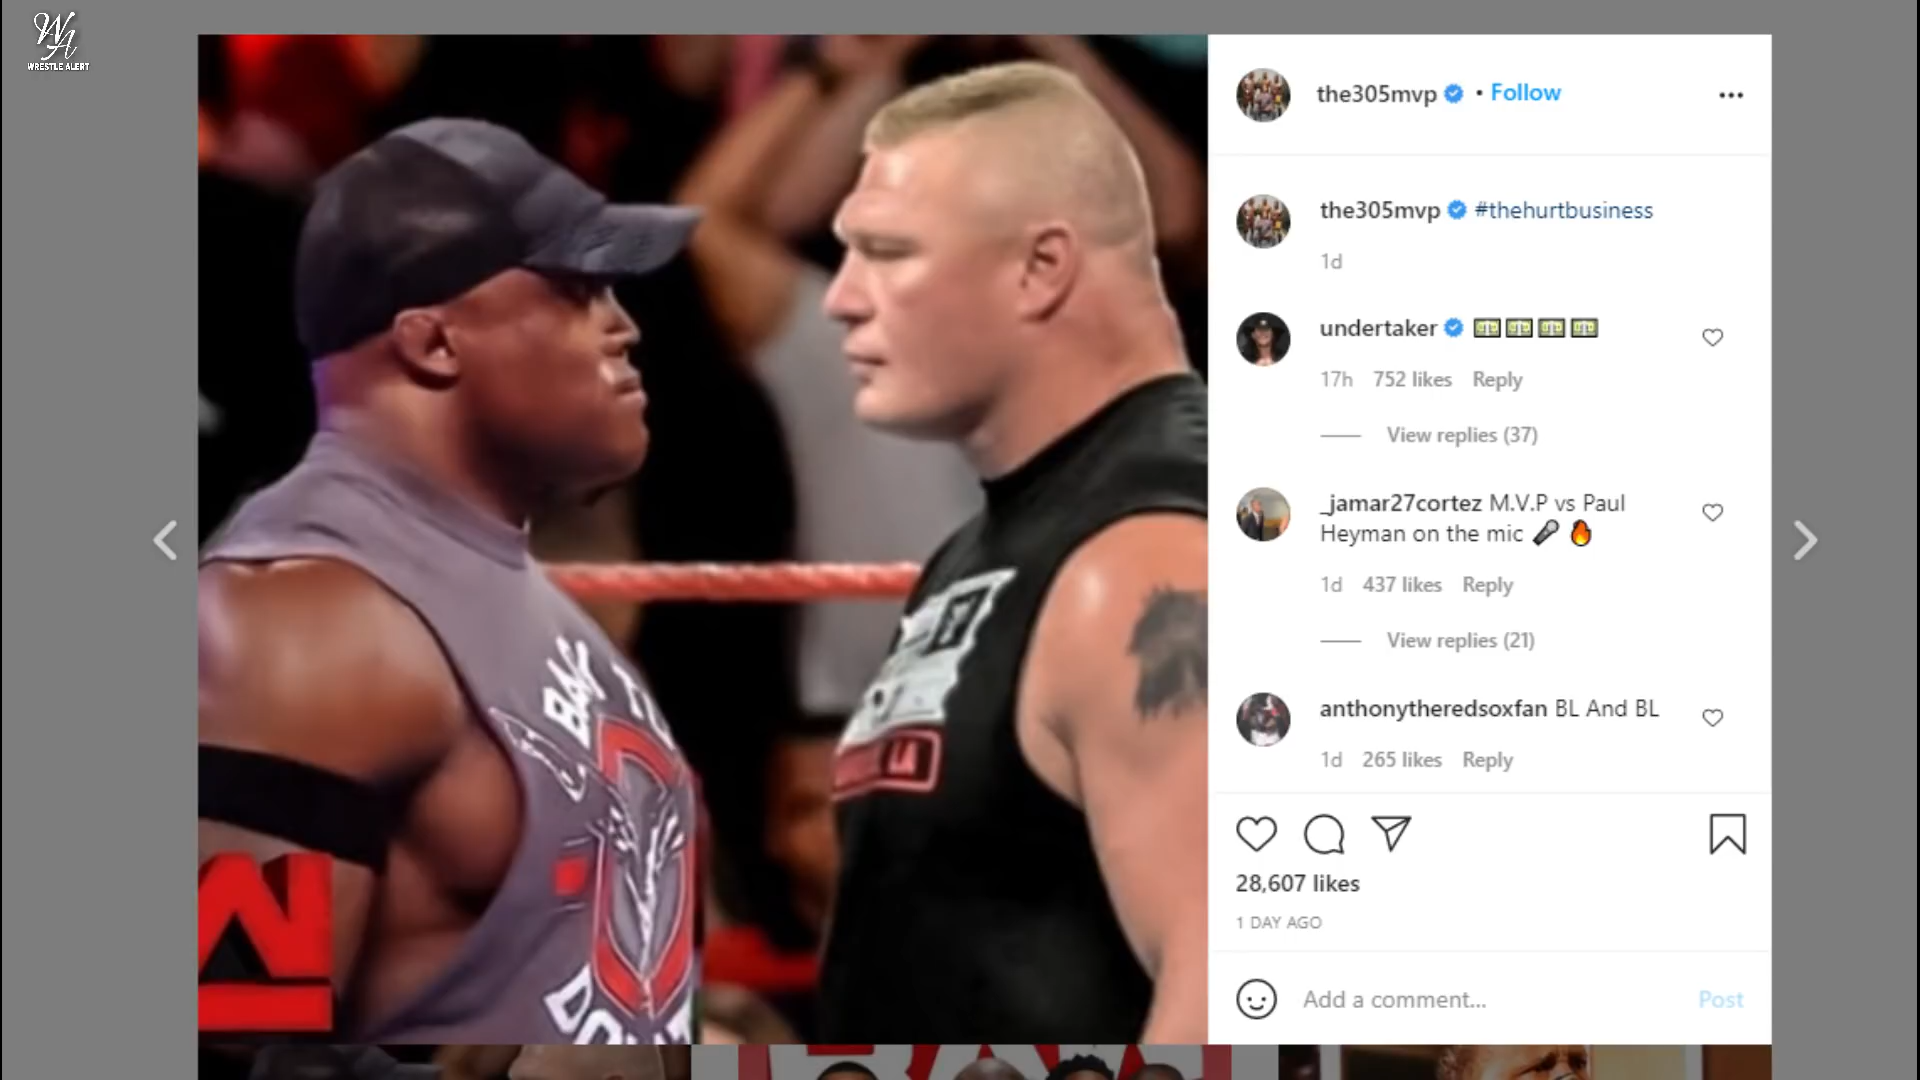 WA
WRESTLE ALERT
the305mvp • Follow
the305mvp #thehurtbusiness
1d
undertaker
17h 752 likes Reply
View replies (37)
_jamar27cortez M.V.P vs Paul
Heyman on the mic
1d 437 likes Reply
View replies (21)
anthonytheredsoxfan BL And BL
1d 265 likes Reply
28,607 likes
1 DAY AGO
Add a comment... Post